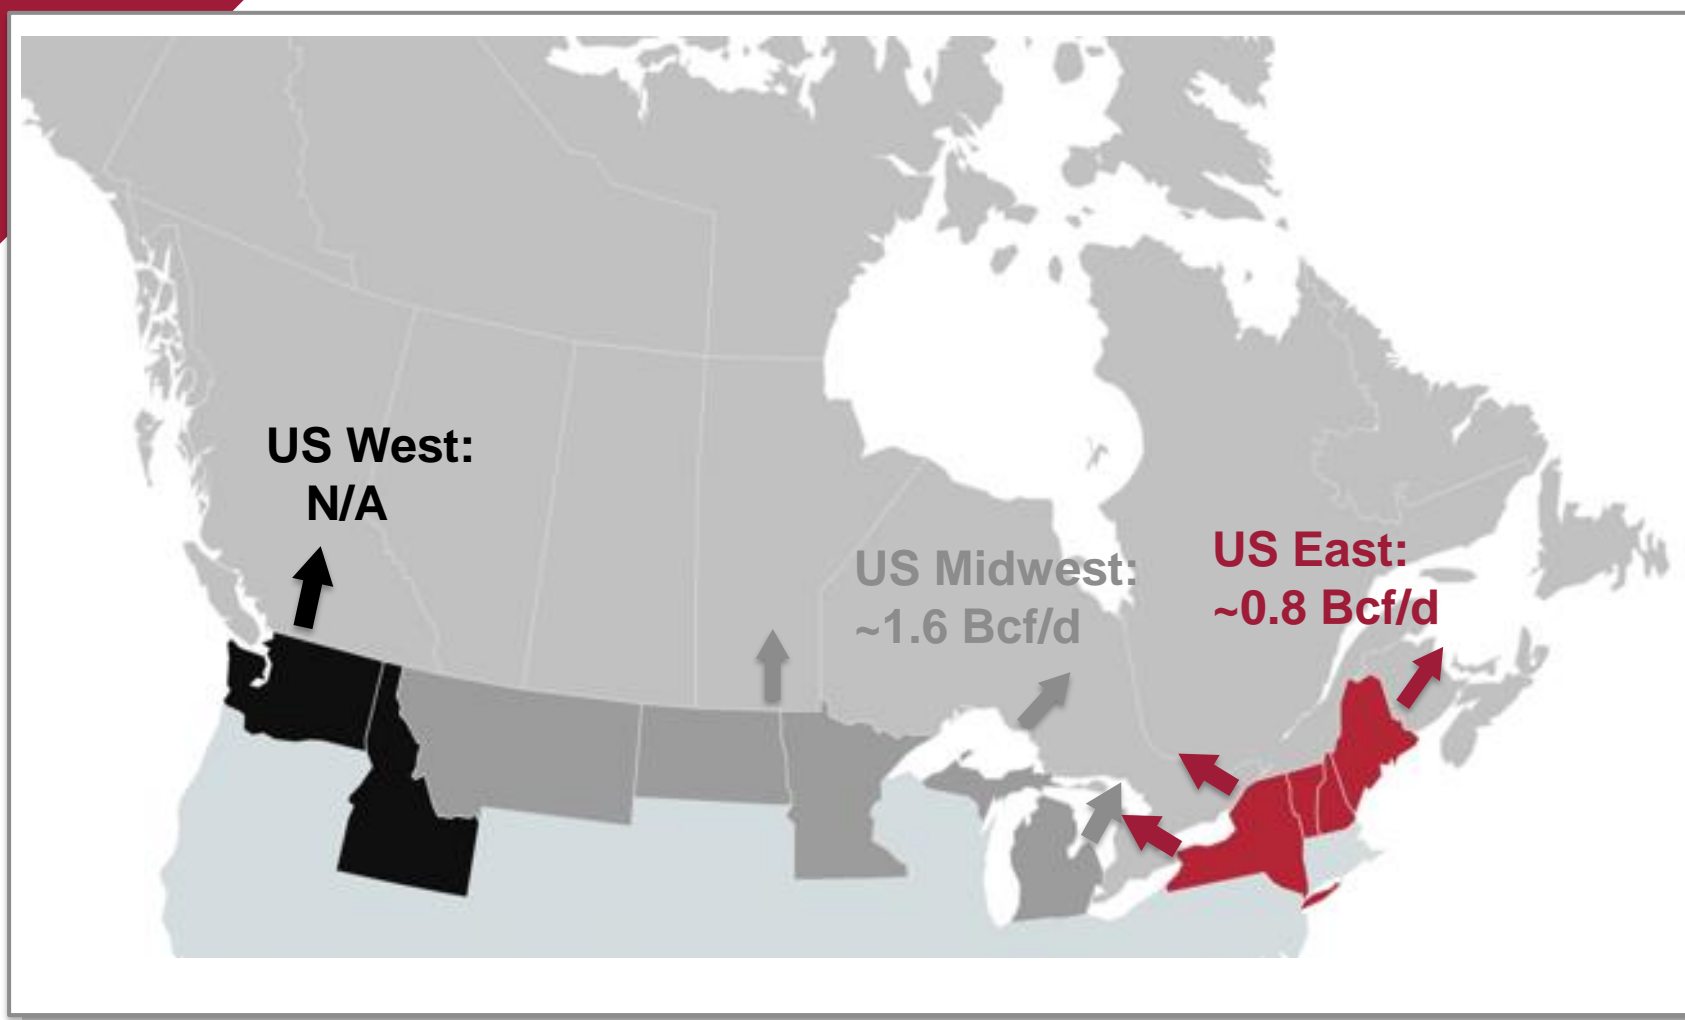 US West:
N/A
US Midwest:
~1.6 Bcf/d
US East:
~0.8 Bcf/d